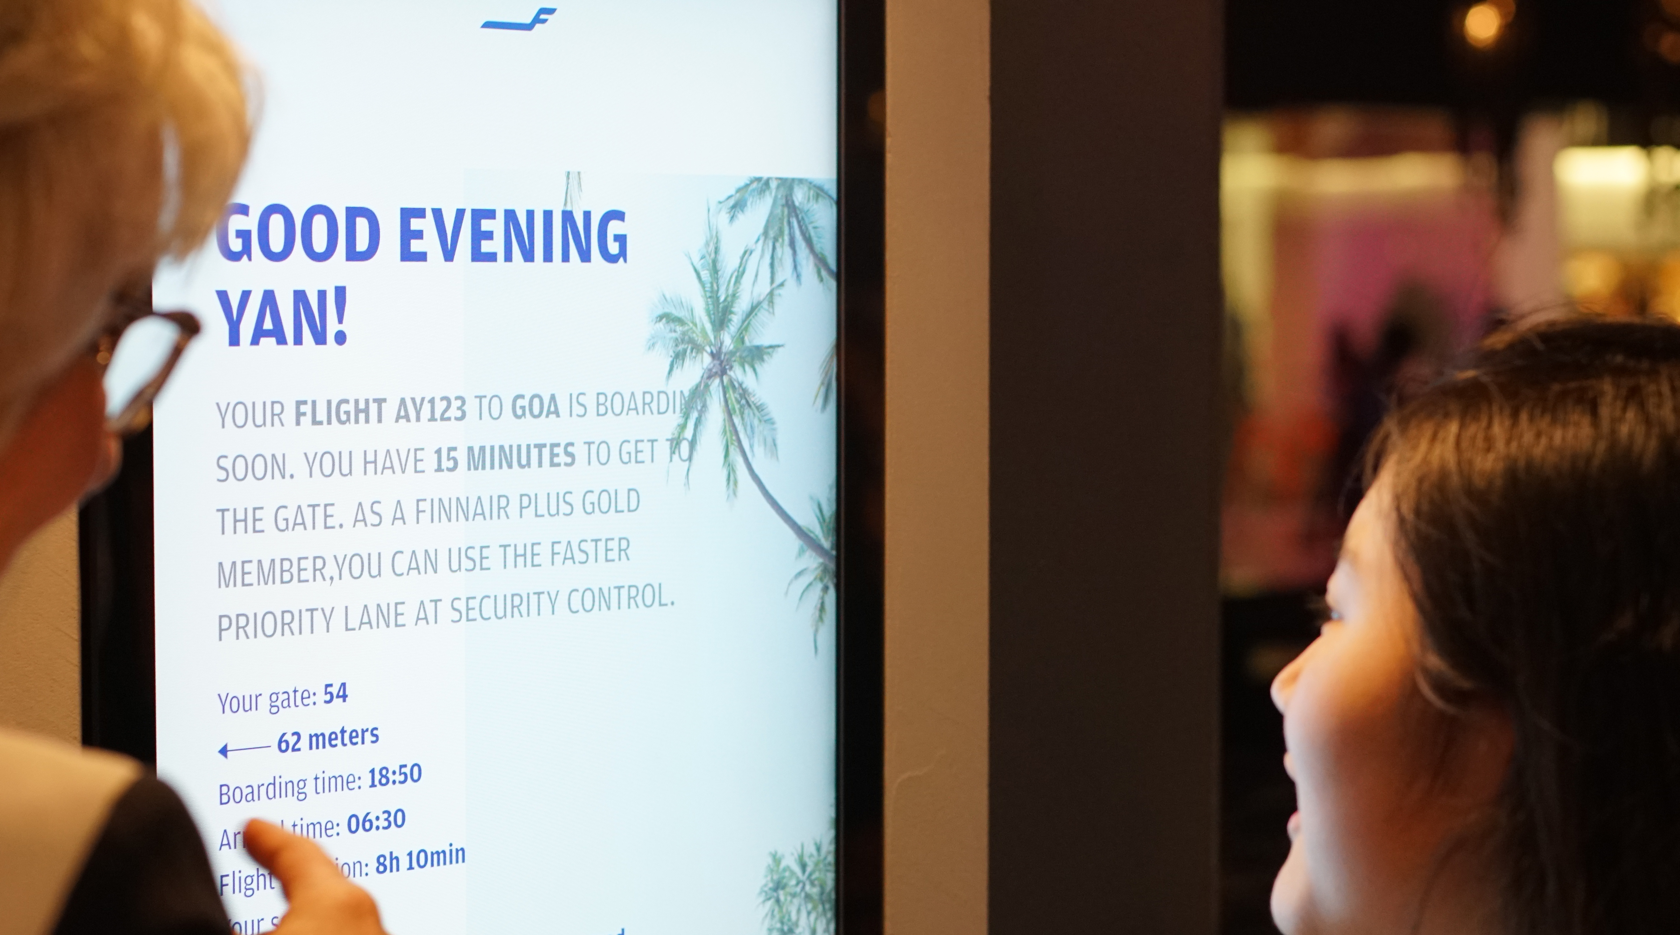 GOOD EVENING
YAN!
YOUR FLIGHT AY123 TO GOA IS BOARDING
SOON. YOU HAVE 15 MINUTES TO GET TO
THE GATE. AS A FINNAIR PLUS GOLD
MEMBER,YOU CAN USE THE FASTER
PRIORITY LANE AT SECURITY CONTROL.
Your gate: 54
62 meters
Boarding time: 18:50
time: 06:30
Flight 8h 10min